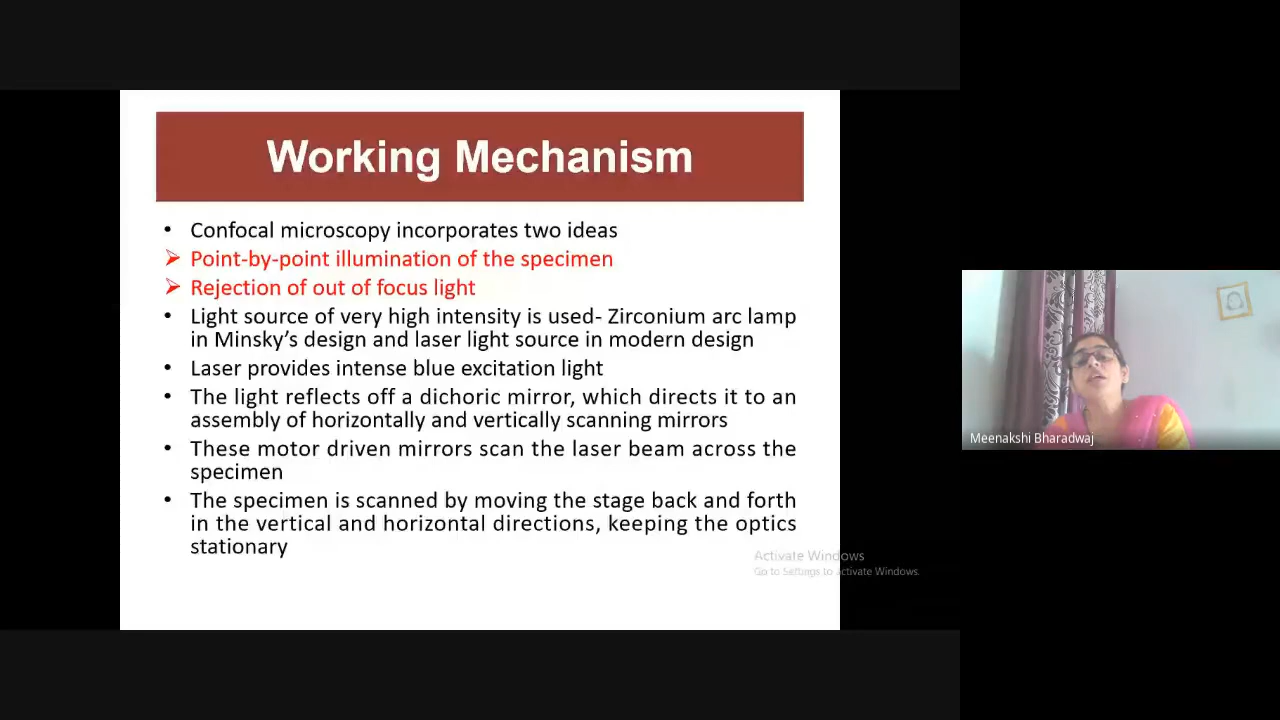 Working Mechanism
• Confocal microscopy incorporates two ideas
➢ Point-by-point illumination of the specimen
➢ Rejection of out of focus light
• Light source of very high intensity is used- Zirconium arc lamp
in Minsky's design and laser light source in modern design
• Laser provides intense blue excitation light
• The light reflects off a dichoric mirror, which directs it to an
assembly of horizontally and vertically scanning mirrors
• These motor driven mirrors scan the laser beam across the
specimen
• The specimen is scanned by moving the stage back and forth
in the vertical and horizontal directions, keeping the optics
stationary
Activate Windows
Go to Settings to activate Windows.
Meenakshi Bharadwaj